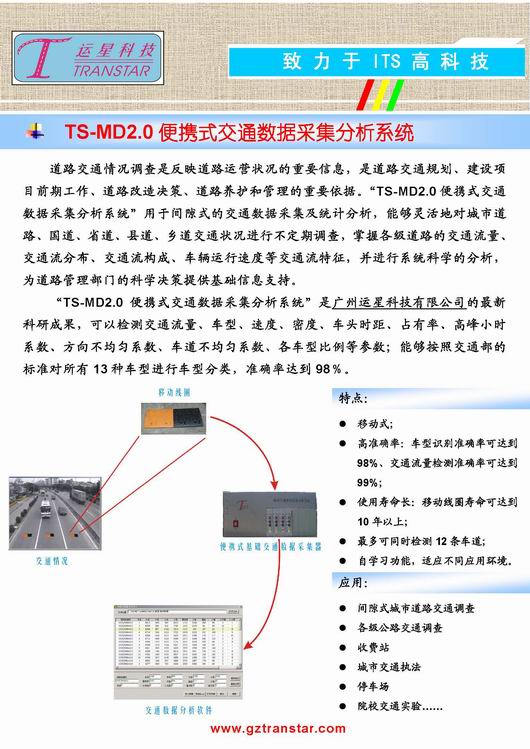 运星科技
TRANSTAR
致力于ITS高科技
TS-MD2.0 便携式交通数据采集分析系统
道路交通情况调查是反映道路运营状况的重要信息，是道路交通规划、建设项
目前期工作、道路改造决策、道路养护和管理的重要依据。“TS-MD2.0 便携式交通
数据采集分析系统”用于间隙式的交通数据采集及统计分析，能够灵活地对城市道
路、国道、省道、县道、乡道交通状况进行不定期调查，掌握各级道路的交通流量、
交通流分布、交通流构成、车辆运行速度等交通流特征，并进行系统科学的分析，
为道路管理部门的科学决策提供基础信息支持。
“TS-MD2.0 便携式交通数据采集分析系统”是广州运星科技有限公司的最新
科研成果，可以检测交通流量、车型、速度、密度、车头时距、占有率、高峰小时
系数、方向不均匀系数、车道不均匀系数、各车型比例等参数；能够按照交通部的
标准对所有 13 种车型进行车型分类，准确率达到 98%。
移动线圈
交通情况
便携式基础交通数据采集器
交通数据分析软件
特点：
移动式；
高准确率：车型识别准确率可达到
98%、交通流量检测准确率可达到
99%；
使用寿命长：移动线圈寿命可达到
10 年以上；
最多可同时检测 12 条车道；
自学习功能，适应不同应用环境。
应用：
间隙式城市道路交通调查
各级公路交通调查
收费站
城市交通执法
停车场
院校交通实验……
www.gztranstar.com